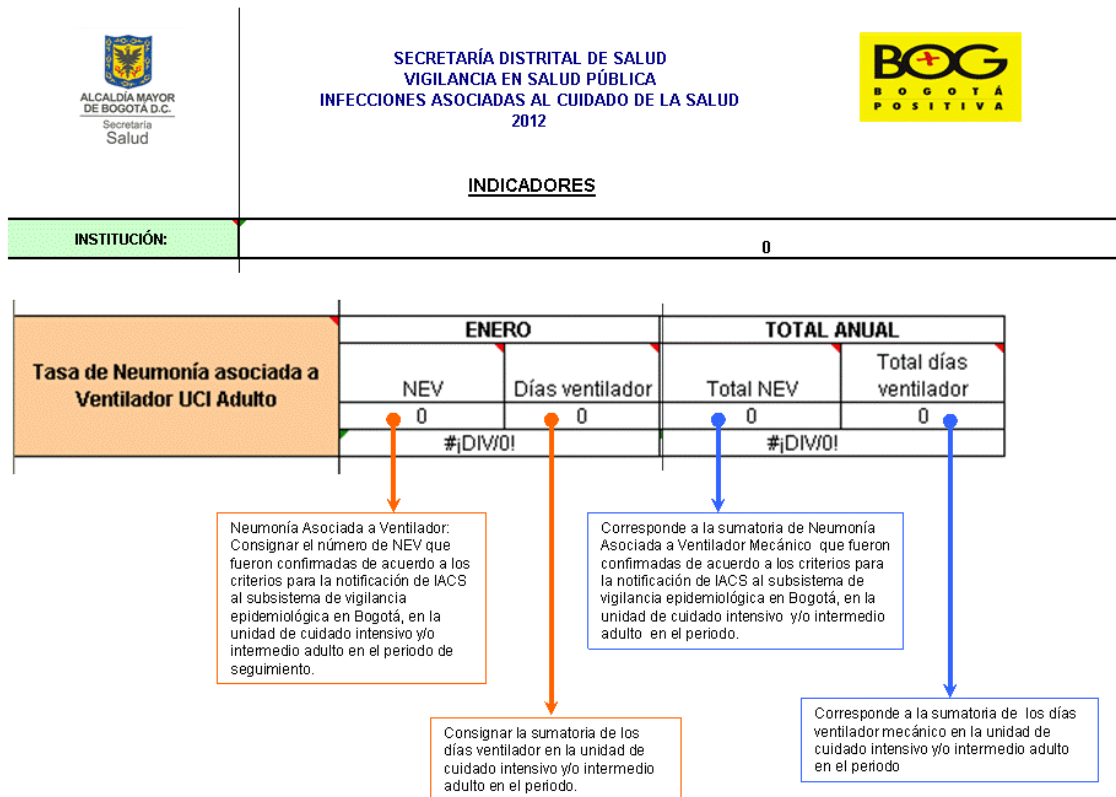 ALCALDÍA MAYOR
DE BOGOTÁ D.C.
Secretaría
Salud
SECRETARÍA DISTRITAL DE SALUD
VIGILANCIA EN SALUD PÚBLICA
INFECCIONES ASOCIADAS AL CUIDADO DE LA SALUD
2012
BOG
BOGOTÁ
POSITIVA
INDICADORES
INSTITUCIÓN:
0
Tasa de Neumonía asociada a
Ventilador UCI Adulto
ENERO
TOTAL ANUAL
NEV
Días ventilador
Total NEV
Total días
ventilador
0
0
0
0
#¡DIV/0!
#¡DIV/0!
Neumonía Asociada a Ventilador:
Consignar el número de NEV que
fueron confirmadas de acuerdo a los
criterios para la notificación de IACS
al subsistema de vigilancia
epidemiológica en Bogotá, en la
unidad de cuidado intensivo y/o
intermedio adulto en el periodo de
seguimiento.
Corresponde a la sumatoria de Neumonía
Asociada a Ventilador Mecánico que fueron
confirmadas de acuerdo a los criterios para
la notificación de IACS al subsistema de
vigilancia epidemiológica en Bogotá, en la
unidad de cuidado intensivo y/o intermedio
adulto en el periodo.
Consignar la sumatoria de los
días ventilador en la unidad de
cuidado intensivo y/o intermedio
adulto en el periodo.
Corresponde a la sumatoria de los días
ventilador mecánico en la unidad de
cuidado intensivo y/o intermedio adulto
en el periodo